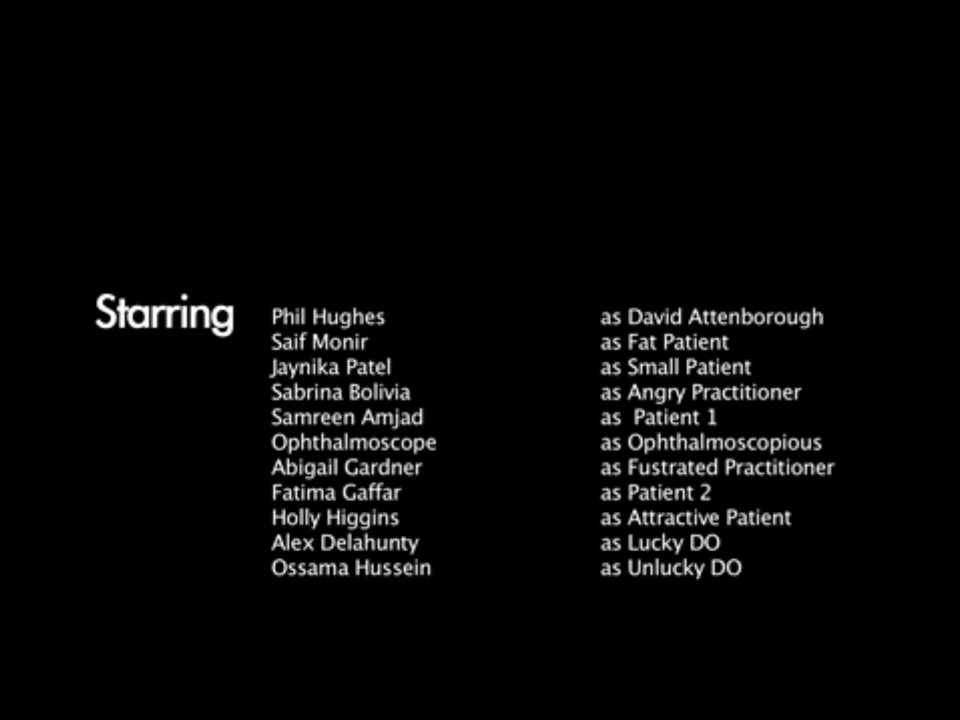 Starring Phil Hughes as David Attenborough
Saif Monir as Fat Patient
Jaynika Patel as Small Patient
Sabrina Bolivia as Angry Practitioner
Samreen Amjad as Patient 1
Ophthalmoscope as Ophthalmoscopious
Abigail Gardner as Fustrated Practitioner
Fatima Gaffar as Patient 2
Holly Higgins as Attractive Patient
Alex Delahunty as Lucky DO
Ossama Hussein as Unlucky DO